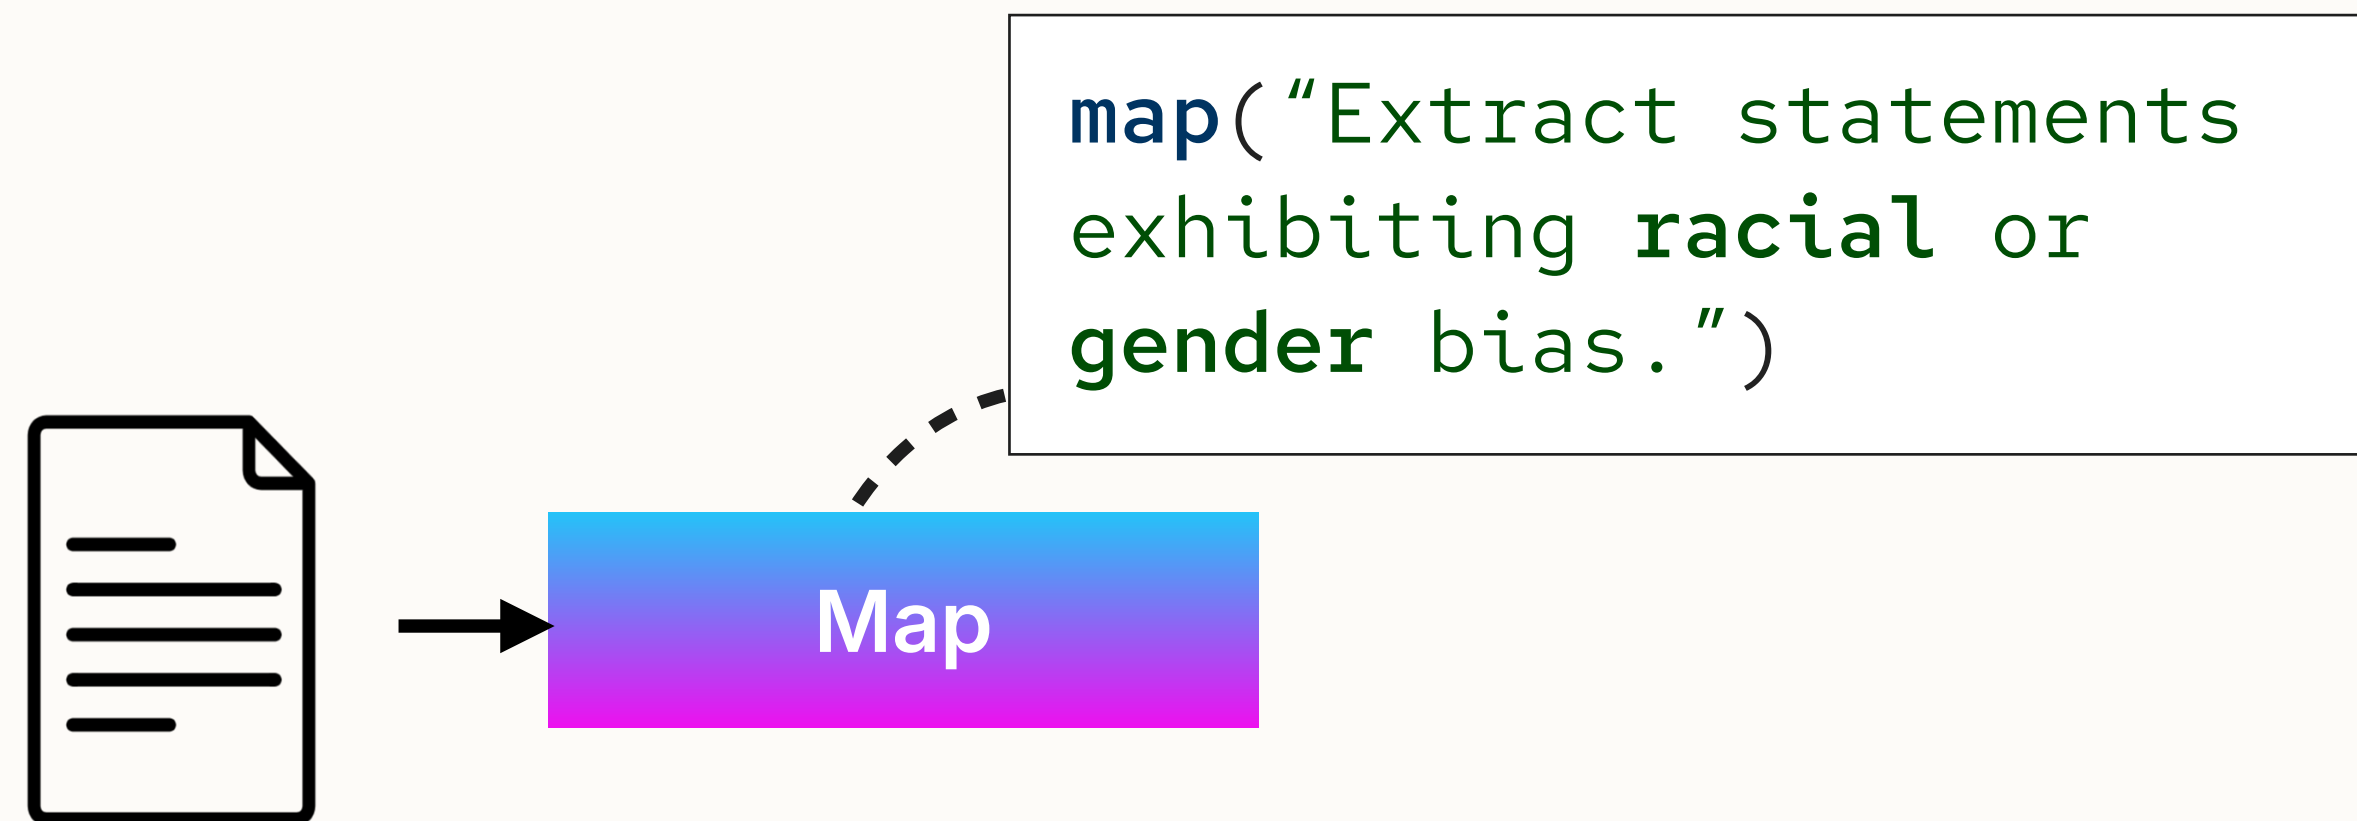 map(“Extract statements
exhibiting racial or
gender bias.”)
Map